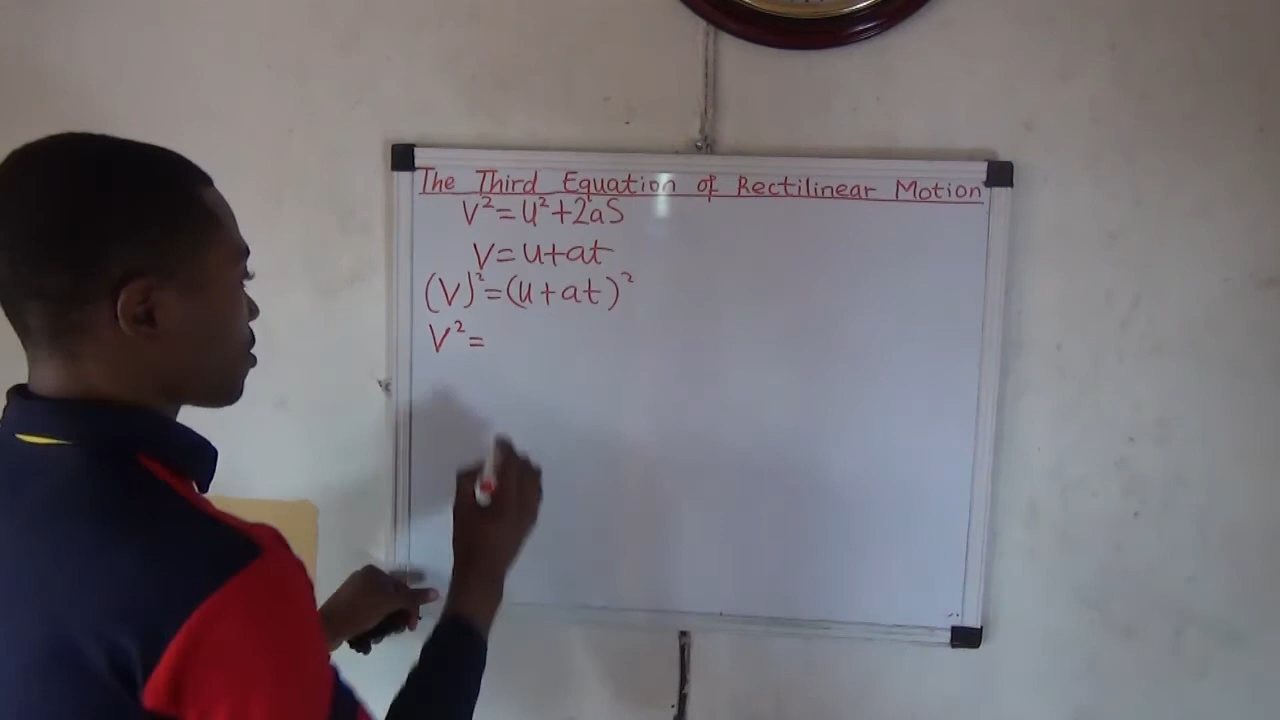 The Third Equation of Rectilinear Motion
V² = U² + 2aS
V = u + at
(V)² = (u + at)²
V² =